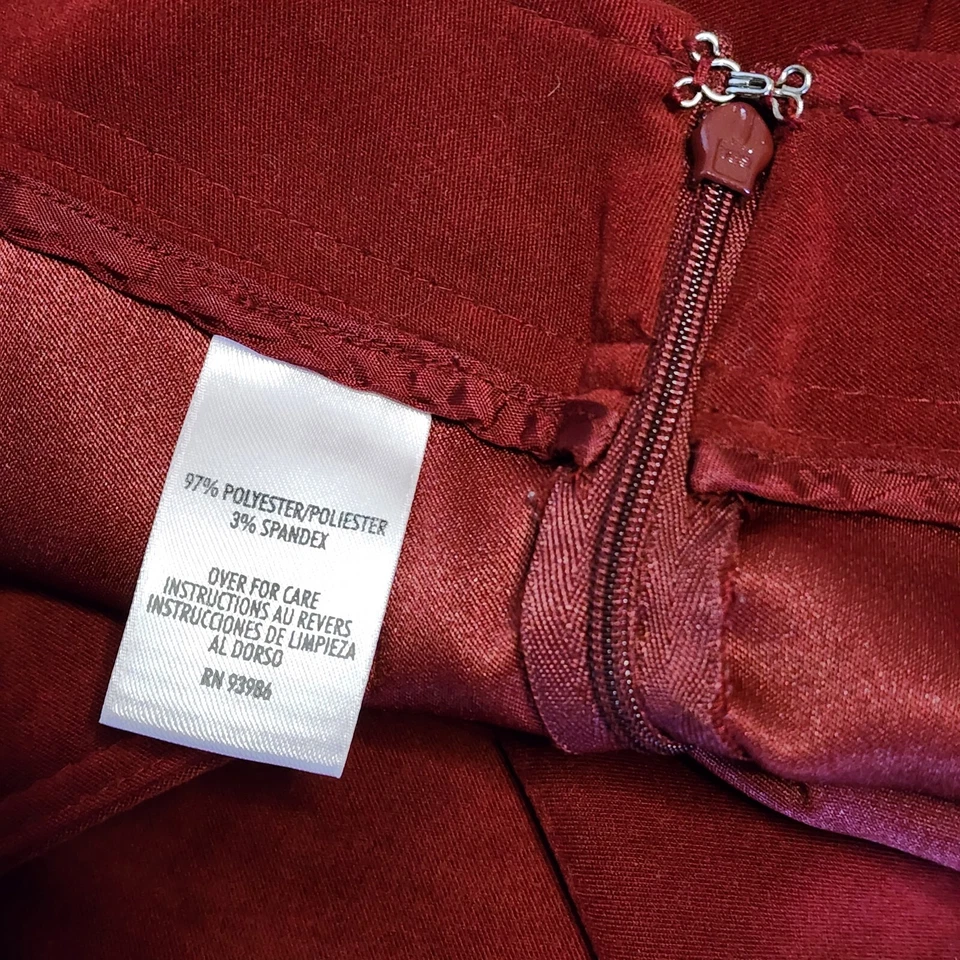 97% POLYESTER/POLIESTER
3% SPANDEX
OVER FOR CARE
INSTRUCTIONS AU REVERS
INSTRUCCIONES DE LIMPIEZA
AL DORSO
RN 93986